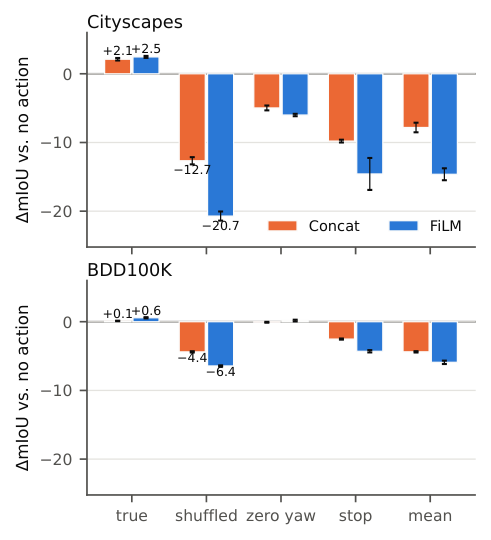 Cityscapes
ΔmIoU vs. no action
0
−10
−20
+2.1
+2.5
−12.7
−20.7
Concat
FiLM
BDD100K
ΔmIoU vs. no action
0
−10
−20
+0.1
+0.6
−4.4
−6.4
true
shuffled
zero yaw
stop
mean